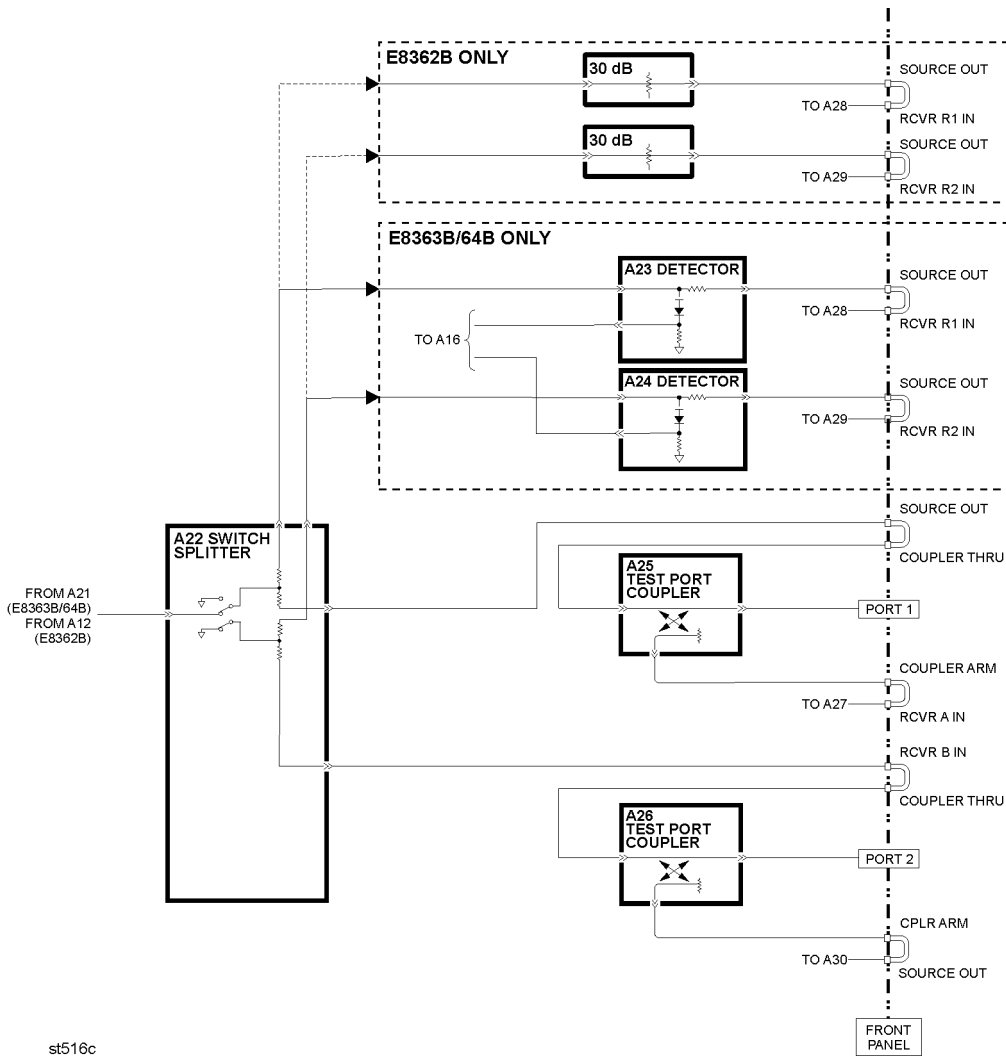 E8362B ONLY
30 dB
SOURCE OUT
TO A28
RCVR R1 IN
30 dB
SOURCE OUT
TO A29
RCVR R2 IN
E8363B/64B ONLY
A23 DETECTOR
SOURCE OUT
TO A28
RCVR R1 IN
TO A16
A24 DETECTOR
SOURCE OUT
TO A29
RCVR R2 IN
A22 SWITCH
SPLITTER
FROM A21
(E8363B/64B)
FROM A12
(E8362B)
SOURCE OUT
COUPLER THRU
A25
TEST PORT
COUPLER
PORT 1
COUPLER ARM
TO A27
RCVR A IN
RCVR B IN
COUPLER THRU
A26
TEST PORT
COUPLER
PORT 2
CPLR ARM
TO A30
SOURCE OUT
FRONT
PANEL
st516c